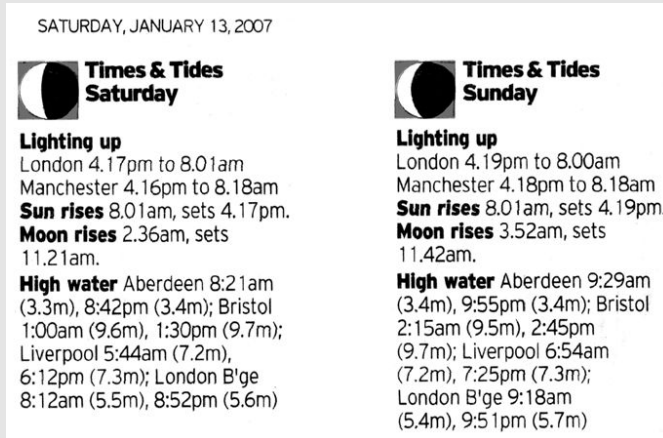 SATURDAY, JANUARY 13, 2007
Times & Tides
Saturday
Lighting up
London 4.17pm to 8.01am
Manchester 4.16pm to 8.18am
Sun rises 8.01am, sets 4.17pm.
Moon rises 2.36am, sets
11.21am.
High water Aberdeen 8:21am
(3.3m), 8:42pm (3.4m); Bristol
1:00am (9.6m), 1:30pm (9.7m);
Liverpool 5:44am (7.2m),
6:12pm (7.3m); London B'ge
8:12am (5.5m), 8:52pm (5.6m)
Times & Tides
Sunday
Lighting up
London 4.19pm to 8.00am
Manchester 4.18pm to 8.18am
Sun rises 8.01am, sets 4.19pm.
Moon rises 3.52am, sets
11.42am.
High water Aberdeen 9:29am
(3.4m), 9:55pm (3.4m); Bristol
2:15am (9.5m), 2:45pm
(9.7m); Liverpool 6:54am
(7.2m), 7:25pm (7.3m);
London B'ge 9:18am
(5.4m), 9:51pm (5.7m)